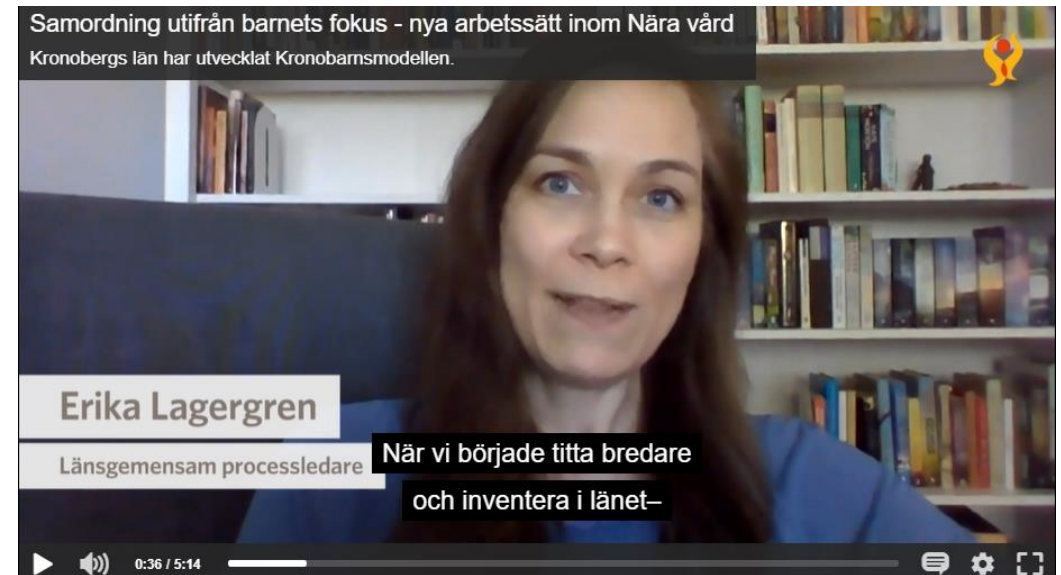 Samordning utifrån barnets fokus - nya arbetssätt inom Nära vård
Kronobergs län har utvecklat Kronobarnsmodellen.
Erika Lagergren
Länsgemensam processledare
När vi började titta bredare
och inventera i länet–
0:36 / 5:14